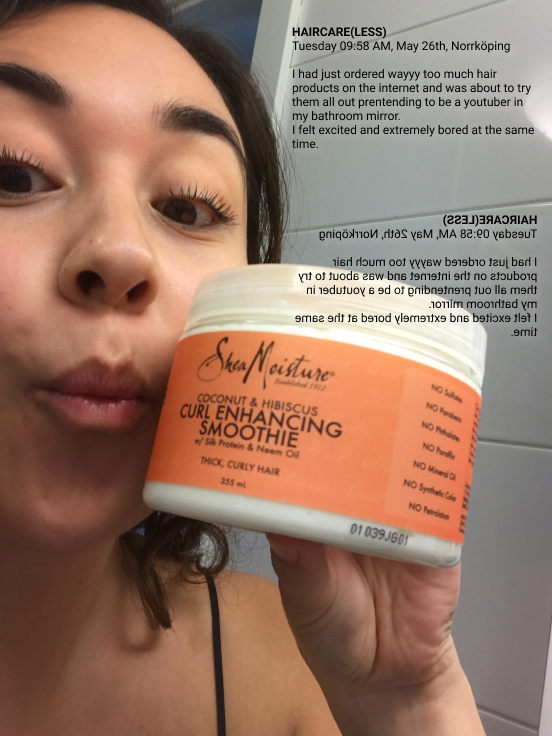 HAIRCARE(LESS)
Tuesday 09:58 AM, May 26th, Norrköping
I had just ordered wayyy too much hair
products on the internet and was about to try
them all out prentending to be a youtuber in
my bathroom mirror.
I felt excited and extremely bored at the same
time.
HAIRCARE(LESS)
Tuesday 09:58 AM, May 26th, Norrköping
I had just ordered wayyy too much hair
products on the internet and was about to try
them all out prentending to be a youtuber in
my bathroom mirror.
I felt excited and extremely bored at the same
time.
SheaMoisture®
Established 1912
COCONUT & HIBISCUS
CURL ENHANCING
SMOOTHIE
w/ Silk Protein & Neem Oil
THICK, CURLY HAIR
355 mL
NO Sulfates
NO Parabens
NO Phthalates
NO Paraffin
NO Mineral Oil
NO Synthetic Color
NO Petrolatum
01039JG01